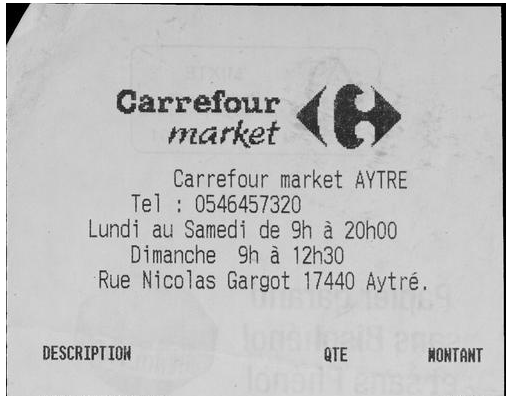 Carrefour
market
Carrefour market AYTRE
Tel : 0546457320
Lundi au Samedi de 9h à 20h00
Dimanche 9h à 12h30
Rue Nicolas Gargot 17440 Aytré.
DESCRIPTION QTE MONTANT